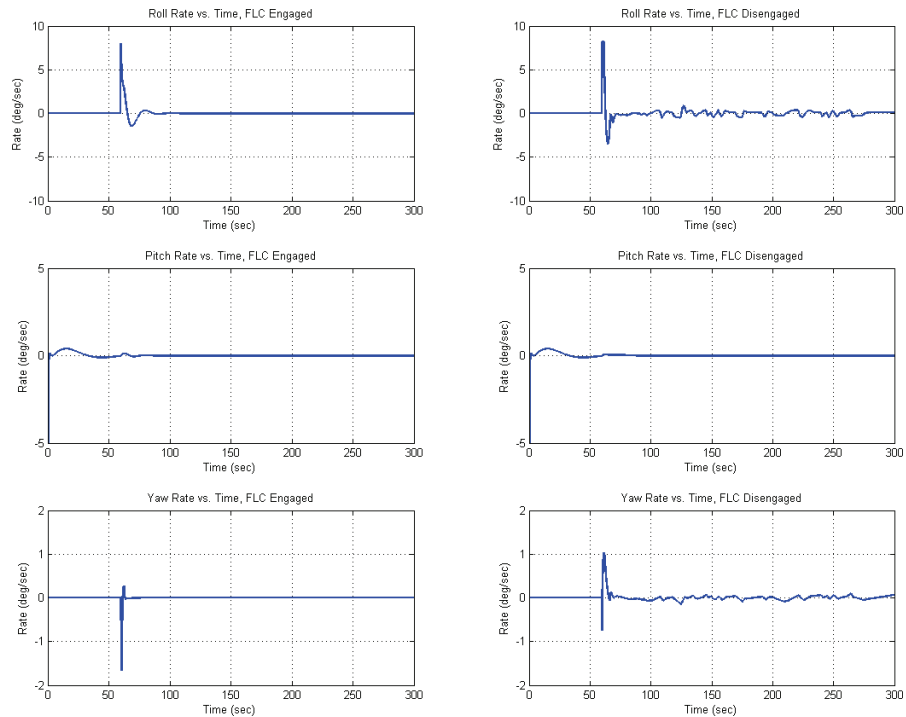 Roll Rate vs. Time, FLC Engaged
10
5
0
-5
-10
Rate (deg/sec)
0 50 100 150 200 250 300
Time (sec)
Roll Rate vs. Time, FLC Disengaged
10
5
0
-5
-10
Rate (deg/sec)
0 50 100 150 200 250 300
Time (sec)
Pitch Rate vs. Time, FLC Engaged
5
0
-5
Rate (deg/sec)
0 50 100 150 200 250 300
Time (sec)
Pitch Rate vs. Time, FLC Disengaged
5
0
-5
Rate (deg/sec)
0 50 100 150 200 250 300
Time (sec)
Yaw Rate vs. Time, FLC Engaged
2
1
0
-1
-2
Rate (deg/sec)
0 50 100 150 200 250 300
Time (sec)
Yaw Rate vs. Time, FLC Disengaged
2
1
0
-1
-2
Rate (deg/sec)
0 50 100 150 200 250 300
Time (sec)